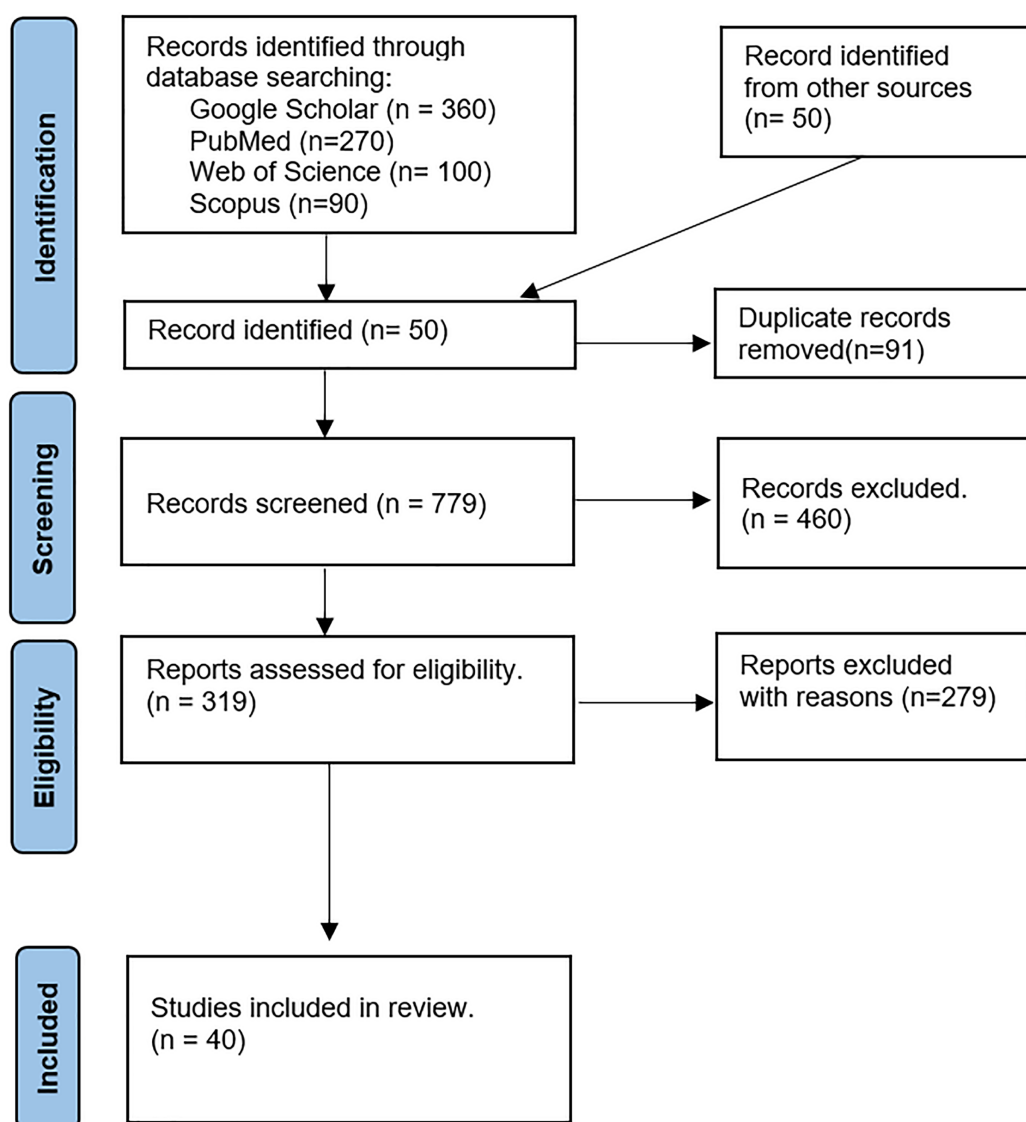 Identification
Records identified through
database searching:
Google Scholar (n = 360)
PubMed (n=270)
Web of Science (n= 100)
Scopus (n=90)
Record identified
from other sources
(n= 50)
Record identified (n= 50)
Duplicate records
removed(n=91)
Screening
Records screened (n = 779)
Records excluded.
(n = 460)
Eligibility
Reports assessed for eligibility.
(n = 319)
Reports excluded
with reasons (n=279)
Included
Studies included in review.
(n = 40)